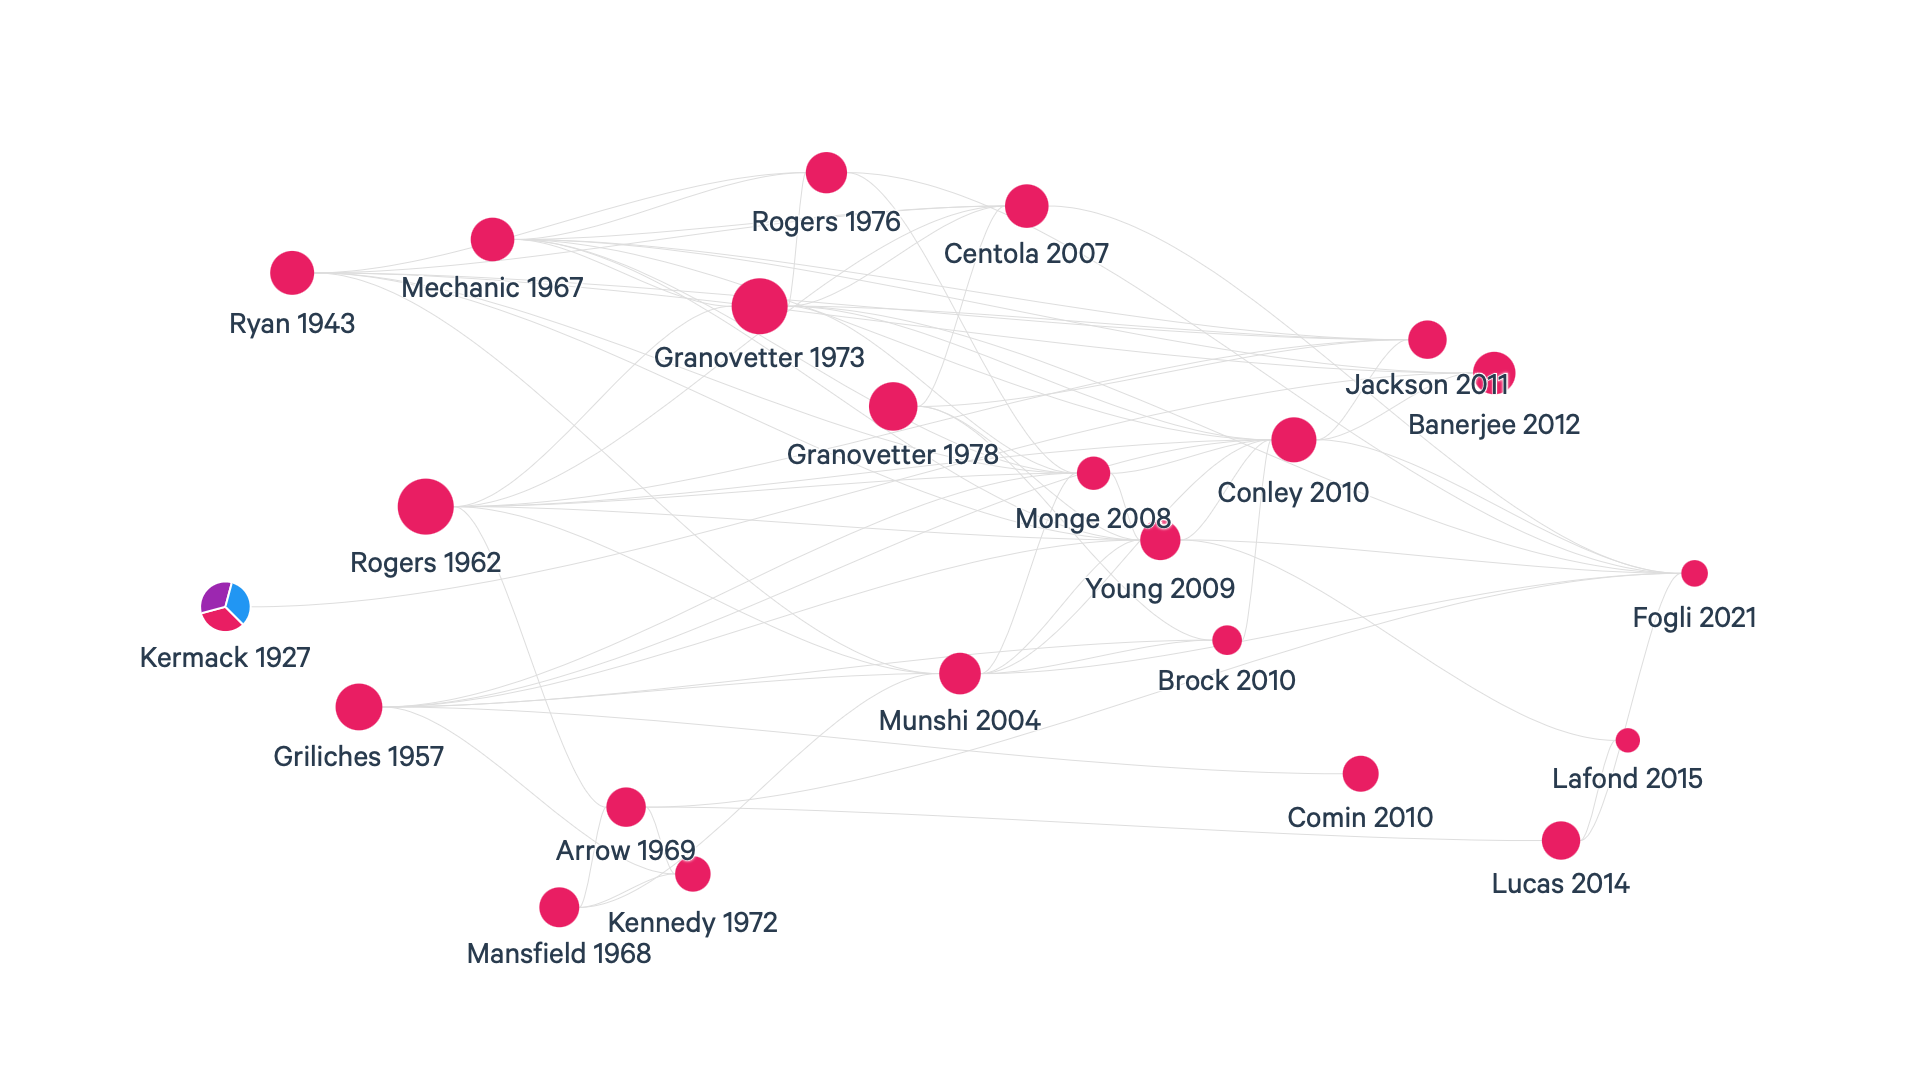 Rogers 1976
Centola 2007
Mechanic 1967
Ryan 1943
Granovetter 1973
Jackson 2011
Banerjee 2012
Granovetter 1978
Conley 2010
Monge 2008
Rogers 1962
Young 2009
Fogli 2021
Kermack 1927
Brock 2010
Munshi 2004
Griliches 1957
Lafond 2015
Comin 2010
Arrow 1969
Lucas 2014
Kennedy 1972
Mansfield 1968